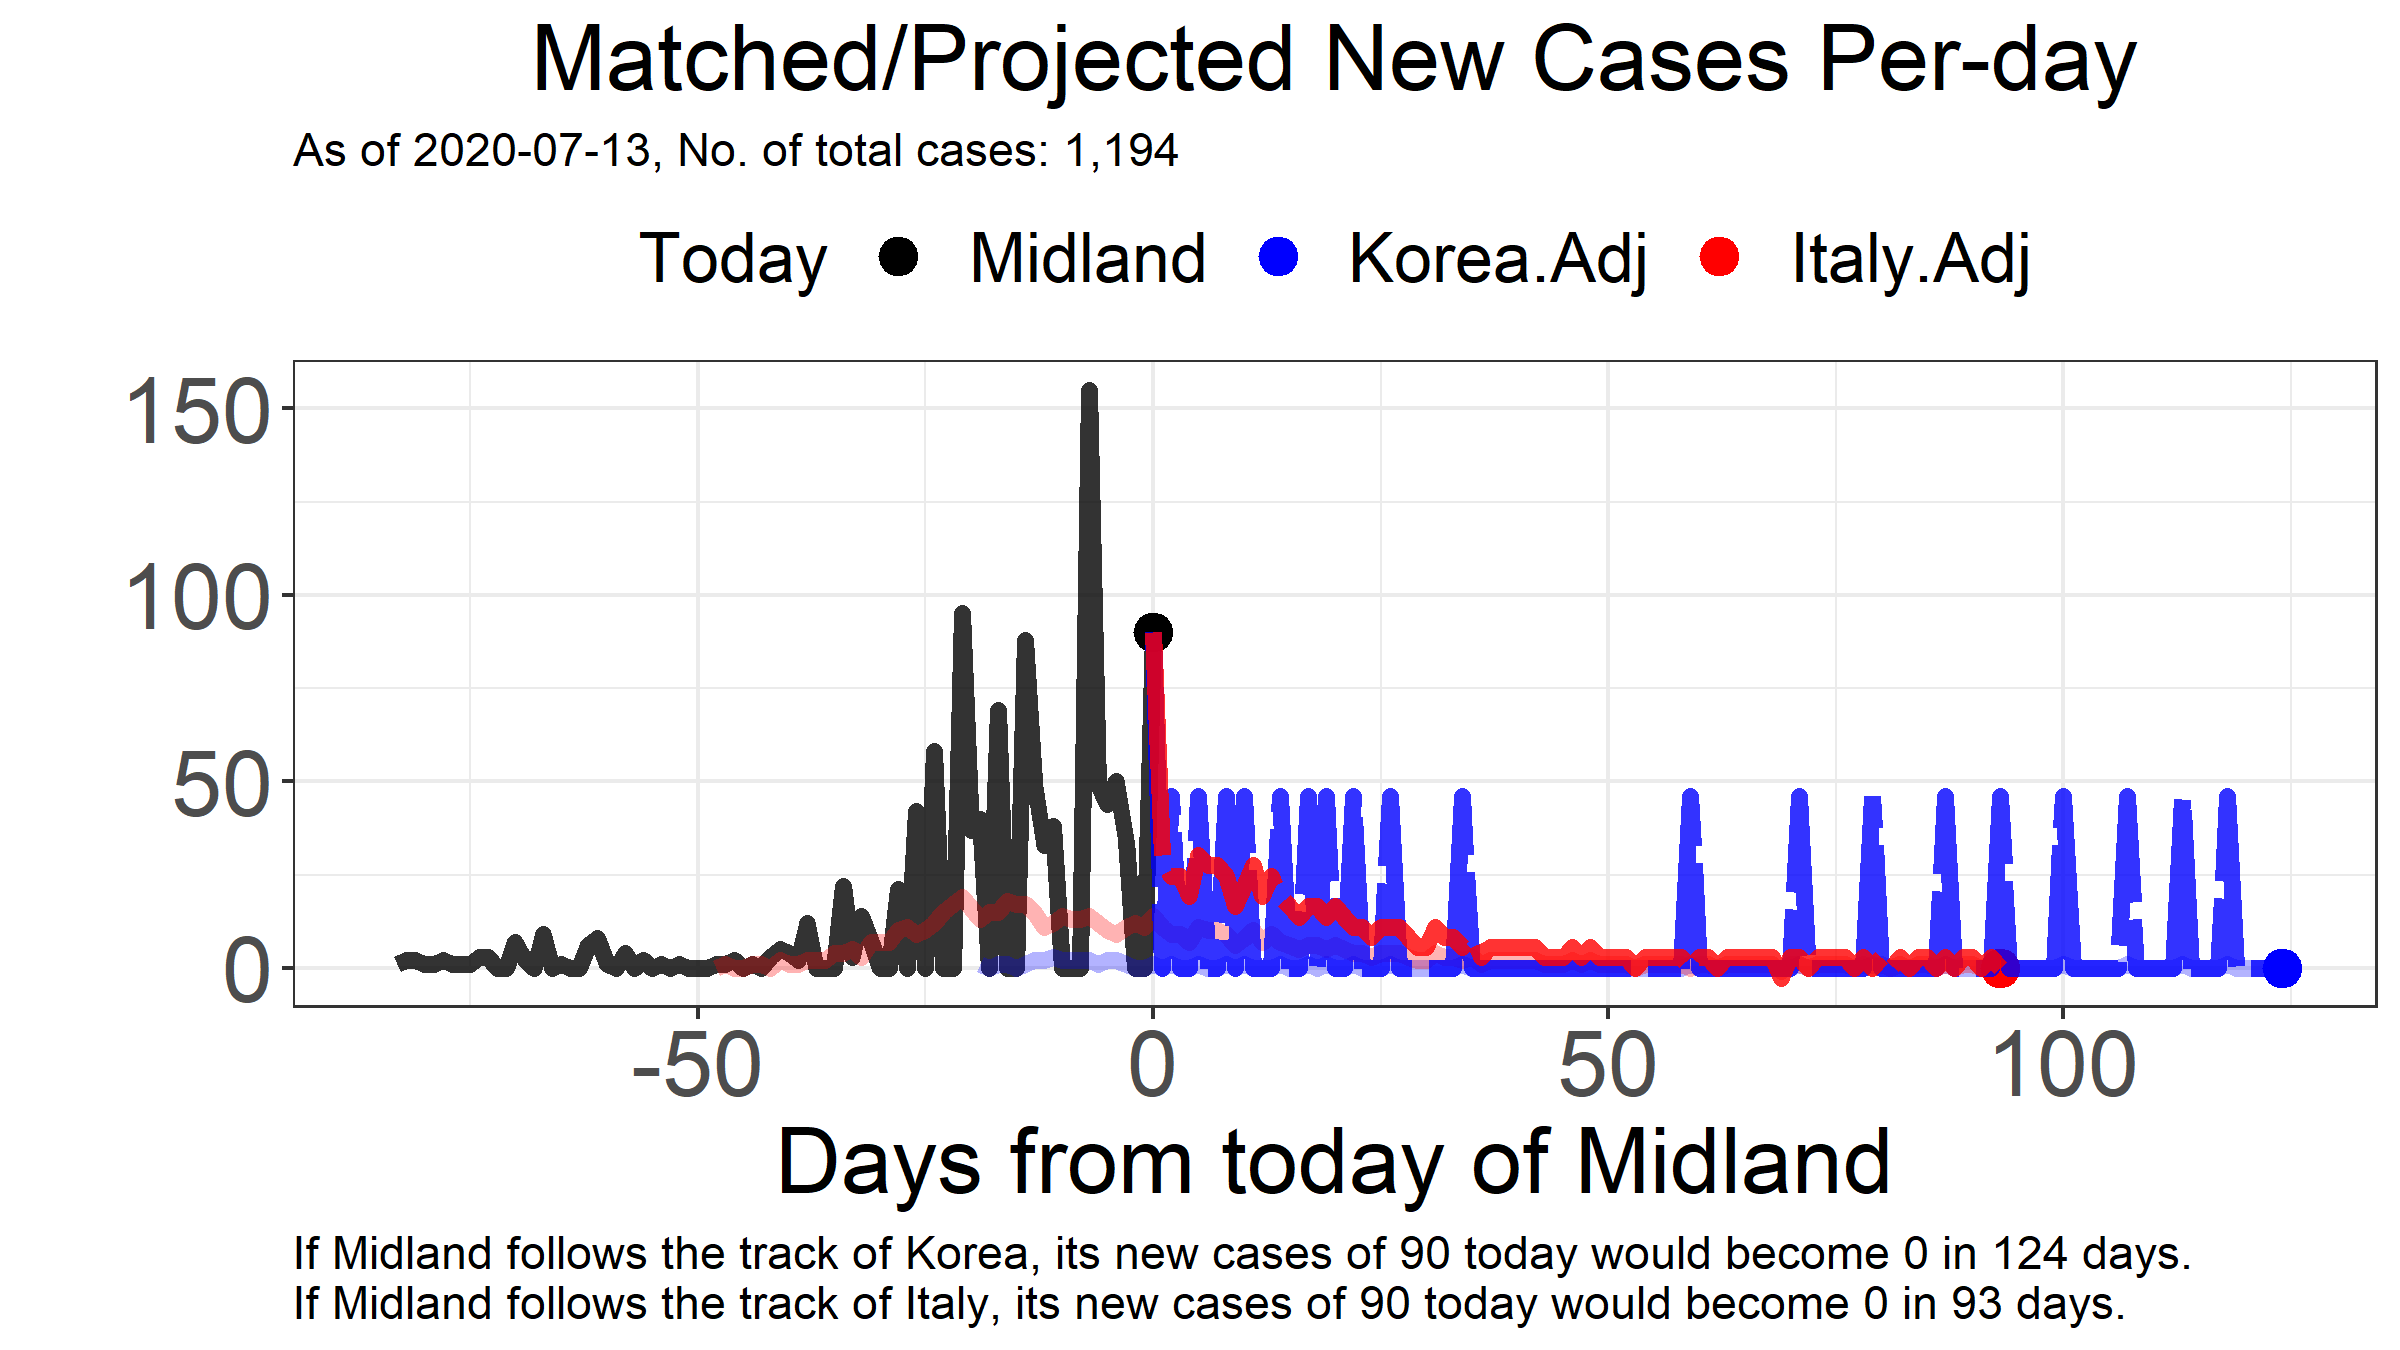 Matched/Projected New Cases Per-day
As of 2020-07-13, No. of total cases: 1,194
Today Midland Korea.Adj Italy.Adj
150
100
50
0
-50 0 50 100
Days from today of Midland
If Midland follows the track of Korea, its new cases of 90 today would become 0 in 124 days.
If Midland follows the track of Italy, its new cases of 90 today would become 0 in 93 days.